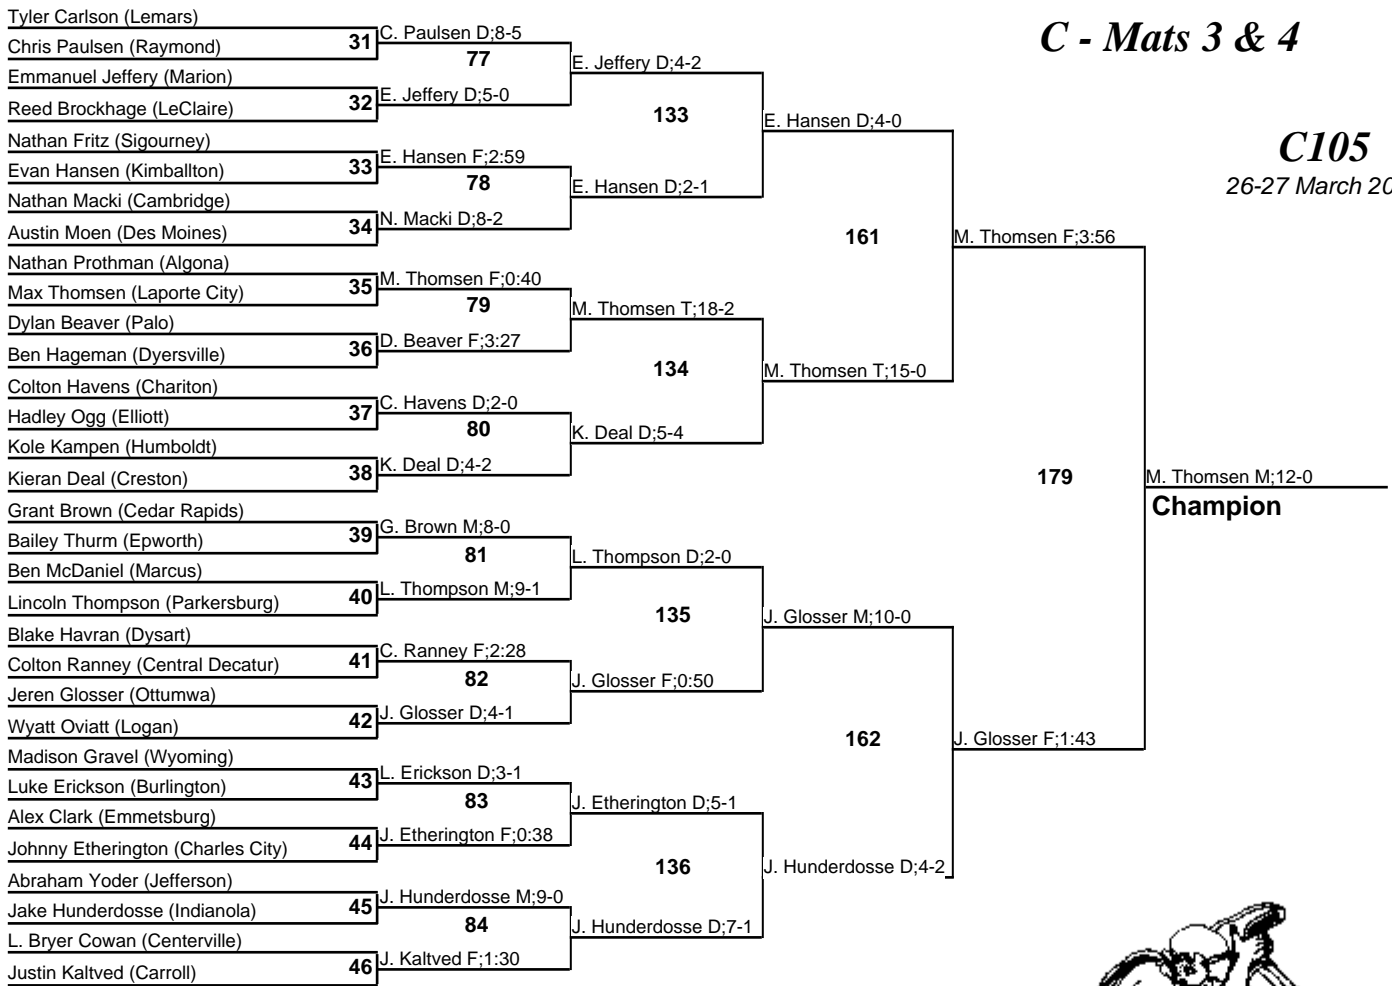 C - Mats 3 & 4
C105
26-27 March 20
Tyler Carlson (Lemars)
31
C. Paulsen D;8-5
Chris Paulsen (Raymond)
77
E. Jeffery D;4-2
Emmanuel Jeffery (Marion)
32
E. Jeffery D;5-0
Reed Brockhage (LeClaire)
133
E. Hansen D;4-0
Nathan Fritz (Sigourney)
33
E. Hansen F;2:59
Evan Hansen (Kimballton)
78
E. Hansen D;2-1
Nathan Macki (Cambridge)
34
N. Macki D;8-2
Austin Moen (Des Moines)
161
M. Thomsen F;3:56
Nathan Prothman (Algona)
35
M. Thomsen F;0:40
Max Thomsen (Laporte City)
79
M. Thomsen T;18-2
Dylan Beaver (Palo)
36
D. Beaver F;3:27
Ben Hageman (Dyersville)
134
M. Thomsen T;15-0
Colton Havens (Chariton)
37
C. Havens D;2-0
Hadley Ogg (Elliott)
80
K. Deal D;5-4
Kole Kampen (Humboldt)
38
K. Deal D;4-2
Kieran Deal (Creston)
179
M. Thomsen M;12-0
Champion
Grant Brown (Cedar Rapids)
39
G. Brown M;8-0
Bailey Thurm (Epworth)
81
L. Thompson D;2-0
Ben McDaniel (Marcus)
40
L. Thompson M;9-1
Lincoln Thompson (Parkersburg)
135
J. Glosser M;10-0
Blake Havran (Dysart)
41
C. Ranney F;2:28
Colton Ranney (Central Decatur)
82
J. Glosser F;0:50
Jeren Glosser (Ottumwa)
42
J. Glosser D;4-1
Wyatt Oviatt (Logan)
162
J. Glosser F;1:43
Madison Gravel (Wyoming)
43
L. Erickson D;3-1
Luke Erickson (Burlington)
83
J. Etherington D;5-1
Alex Clark (Emmetsburg)
44
J. Etherington F;0:38
Johnny Etherington (Charles City)
136
J. Hunderdosse D;4-2
Abraham Yoder (Jefferson)
45
J. Hunderdosse M;9-0
Jake Hunderdosse (Indianola)
84
J. Hunderdosse D;7-1
L. Bryer Cowan (Centerville)
46
J. Kaltved F;1:30
Justin Kaltved (Carroll)